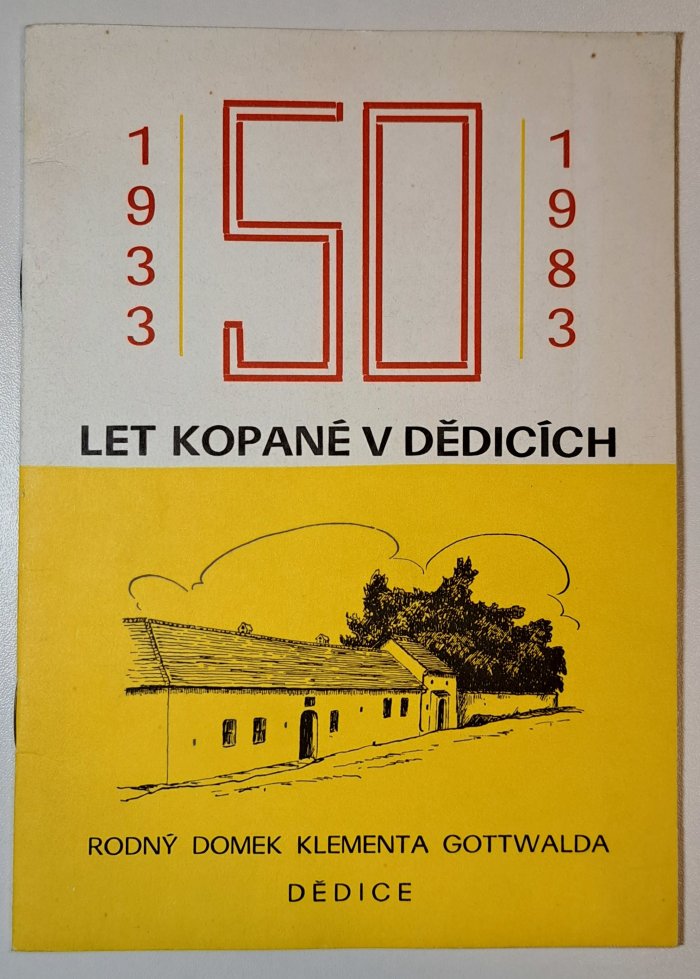 1933
50
1983
LET KOPANÉ V DĚDICÍCH
RODNÝ DOMEK KLEMENTA GOTTWALDA
DĚDICE